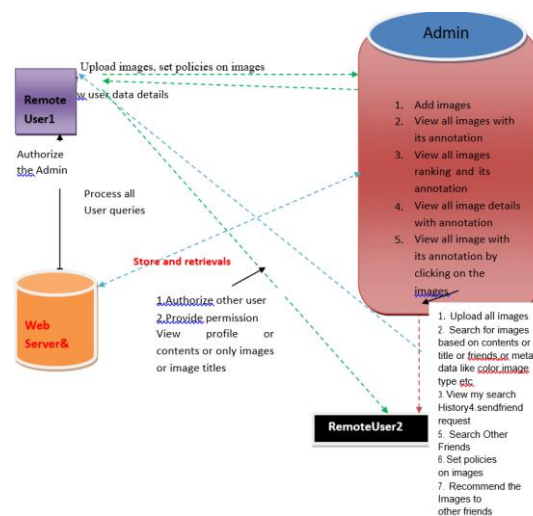 Admin
Upload images, set policies on images
Remote
User1
user data details
1. Add images
2. View all images with
its annotation
3. View all images
ranking and its
annotation
4. View all image details
with annotation
5. View all image with
its annotation by
clicking on the
images
Authorize
the Admin
Process all
User queries
Store and retrievals
1.Authorize other user
2.Provide permission
View profile or
contents or only images
or image titles
Web
Server&
RemoteUser2
1. Upload all images
2. Search for images
based on contents or
title or friends,or meta
data like color,image
type etc
3. View my search
History4.sendfriend
request
5. Search Other
Friends
6. Set policies
on images
7. Recommend the
Images to
other friends